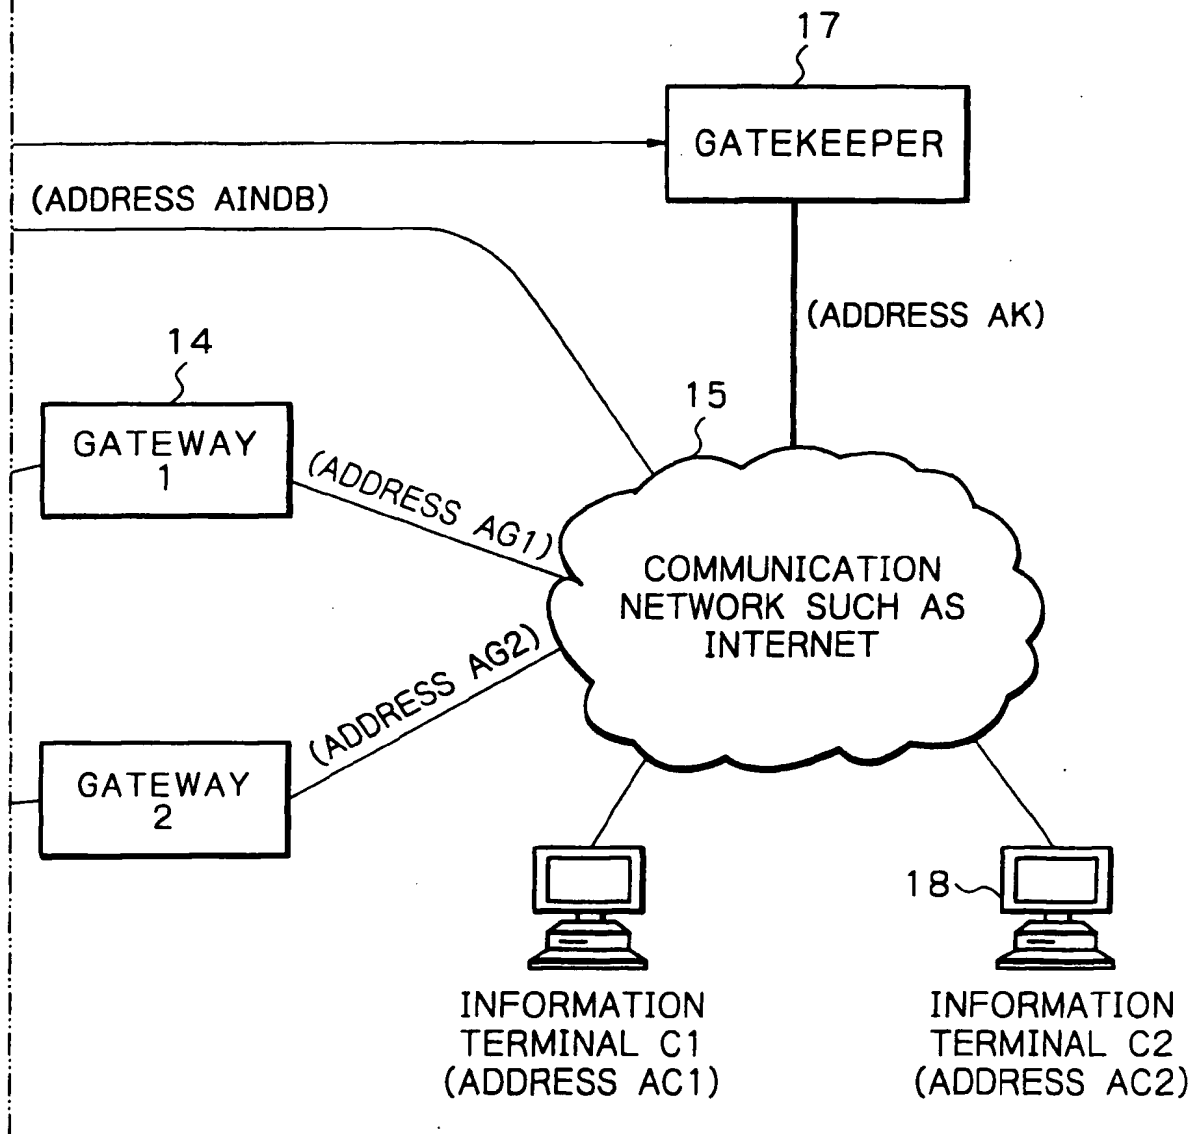 17
GATEKEEPER
(ADDRESS AINDB)
(ADDRESS AK)
14
15
GATEWAY
1
(ADDRESS AG1)
COMMUNICATION
NETWORK SUCH AS
INTERNET
(ADDRESS AG2)
GATEWAY
2
18
INFORMATION
TERMINAL C1
(ADDRESS AC1)
INFORMATION
TERMINAL C2
(ADDRESS AC2)